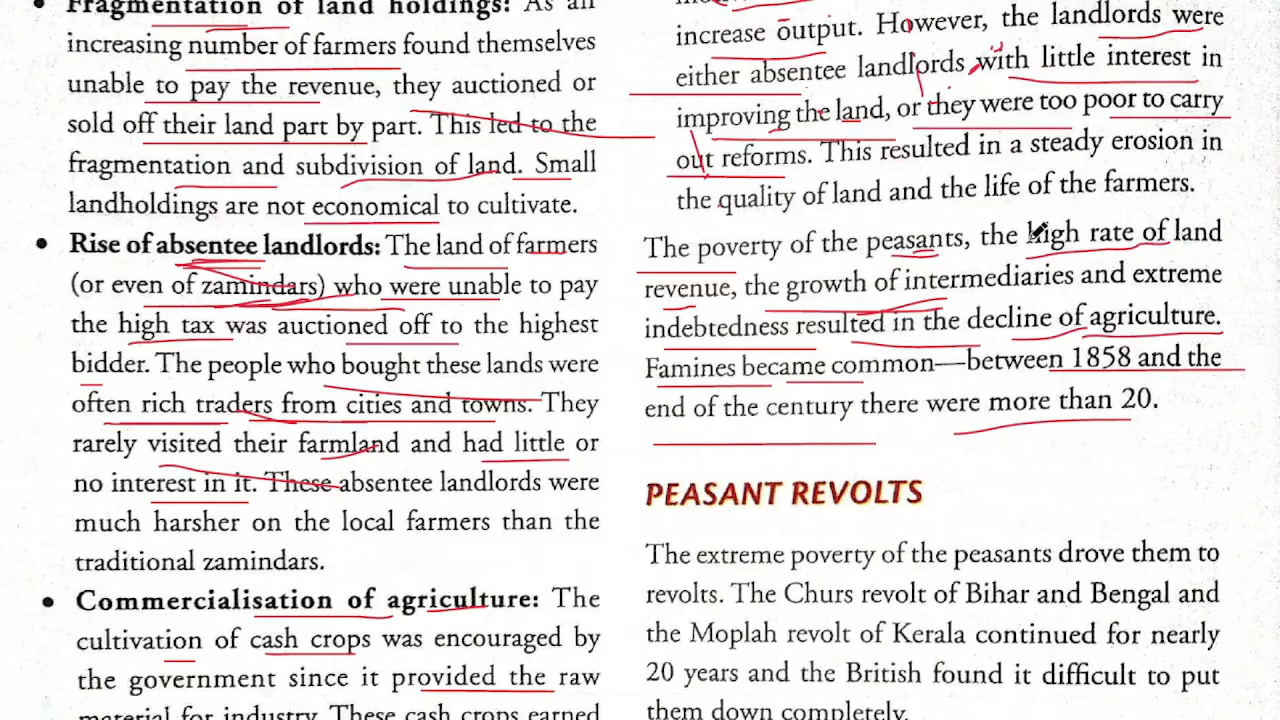 • Fragmentation of land holdings: As an
increasing number of farmers found themselves
unable to pay the revenue, they auctioned or
sold off their land part by part. This led to the
fragmentation and subdivision of land. Small
landholdings are not economical to cultivate.
• Rise of absentee landlords: The land of farmers
(or even of zamindars) who were unable to pay
the high tax was auctioned off to the highest
bidder. The people who bought these lands were
often rich traders from cities and towns. They
rarely visited their farmland and had little or
no interest in it. These absentee landlords were
much harsher on the local farmers than the
traditional zamindars.
• Commercialisation of agriculture: The
cultivation of cash crops was encouraged by
the government since it provided the raw
material for industry. These cash crops earned
increase output. However, the landlords were
either absentee landlords with little interest in
improving the land, or they were too poor to carry
out reforms. This resulted in a steady erosion in
the quality of land and the life of the farmers.
The poverty of the peasants, the high rate of land
revenue, the growth of intermediaries and extreme
indebtedness resulted in the decline of agriculture.
Famines became common—between 1858 and the
end of the century there were more than 20.
PEASANT REVOLTS
The extreme poverty of the peasants drove them to
revolts. The Churs revolt of Bihar and Bengal and
the Moplah revolt of Kerala continued for nearly
20 years and the British found it difficult to put
them down completely.